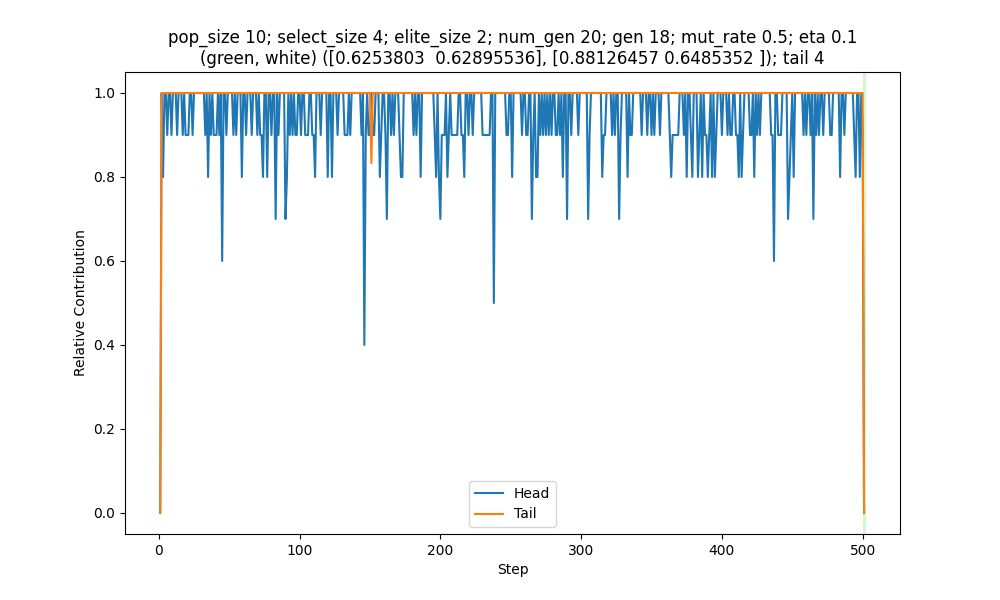 pop_size 10; select_size 4; elite_size 2; num_gen 20; gen 18; mut_rate 0.5; eta 0.1
(green, white) ([0.6253803  0.62895536], [0.88126457 0.6485352 ]); tail 4
1.0
0.8
0.6
0.4
0.2
0.0
Relative Contribution
Head
Tail
0
100
200
300
400
500
Step